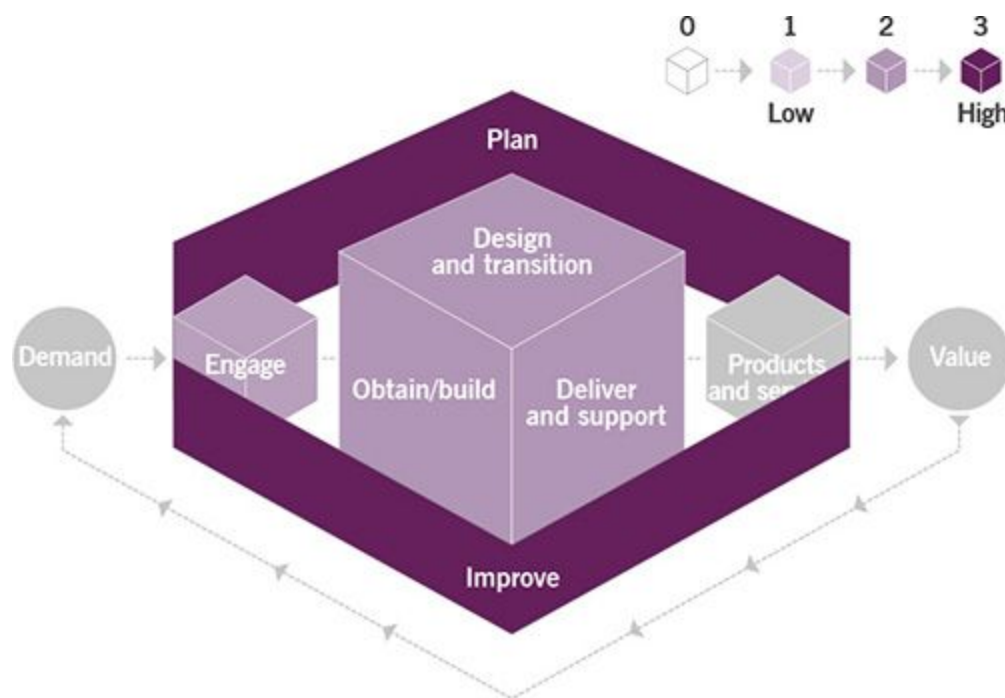 0 1 2 3
Low High
Plan
Design
and transition
Demand
Engage
Obtain/build
Deliver
and support
Products
and
Value
Improve